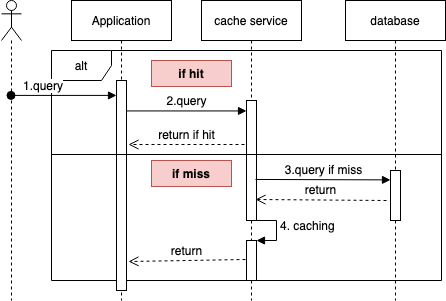 Application
cache service
database
alt
if hit
1.query
2.query
return if hit
if miss
3.query if miss
return
4. caching
return